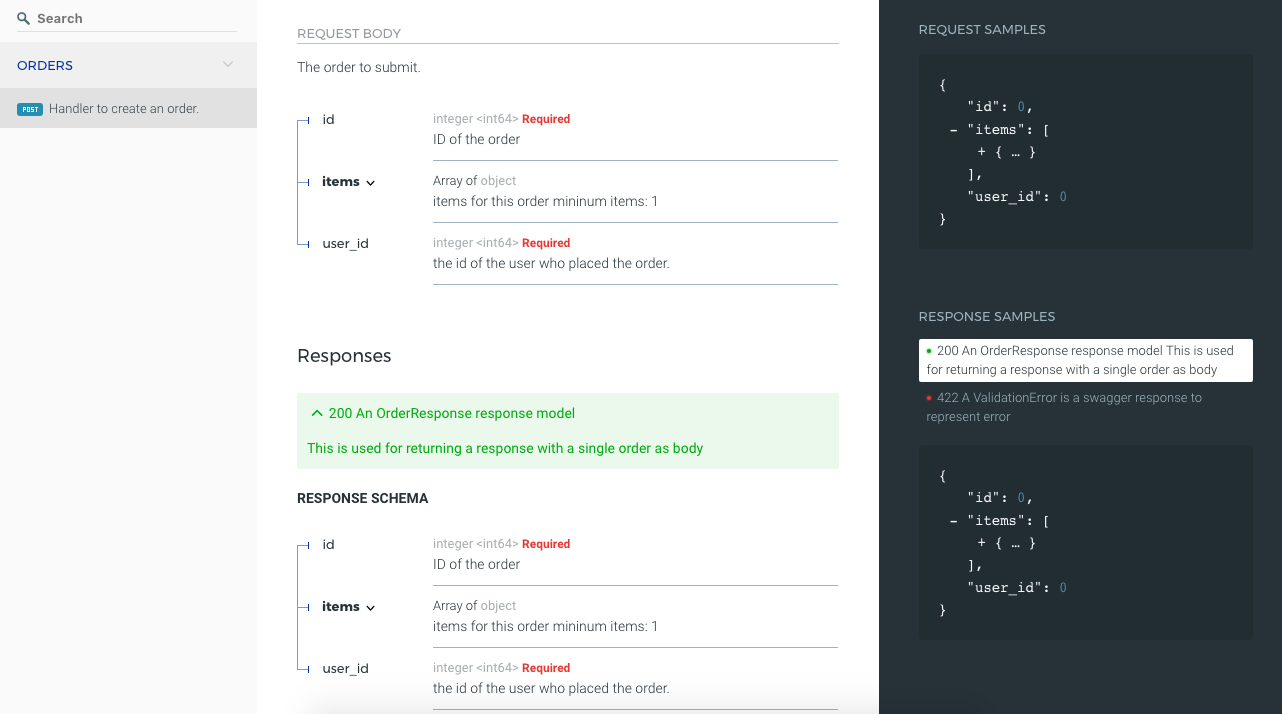 Search
ORDERS
POST Handler to create an order.
REQUEST BODY
The order to submit.
id integer <int64> Required
ID of the order
items Array of object
items for this order mininum items: 1
user_id integer <int64> Required
the id of the user who placed the order.
Responses
200 An OrderResponse response model
This is used for returning a response with a single order as body
RESPONSE SCHEMA
id integer <int64> Required
ID of the order
items Array of object
items for this order mininum items: 1
user_id integer <int64> Required
the id of the user who placed the order.
REQUEST SAMPLES
{
"id": 0,
- "items": [
+ { … }
],
"user_id": 0
}
RESPONSE SAMPLES
• 200 An OrderResponse response model This is used
for returning a response with a single order as body
• 422 A ValidationError is a swagger response to
represent error
{
"id": 0,
- "items": [
+ { … }
],
"user_id": 0
}